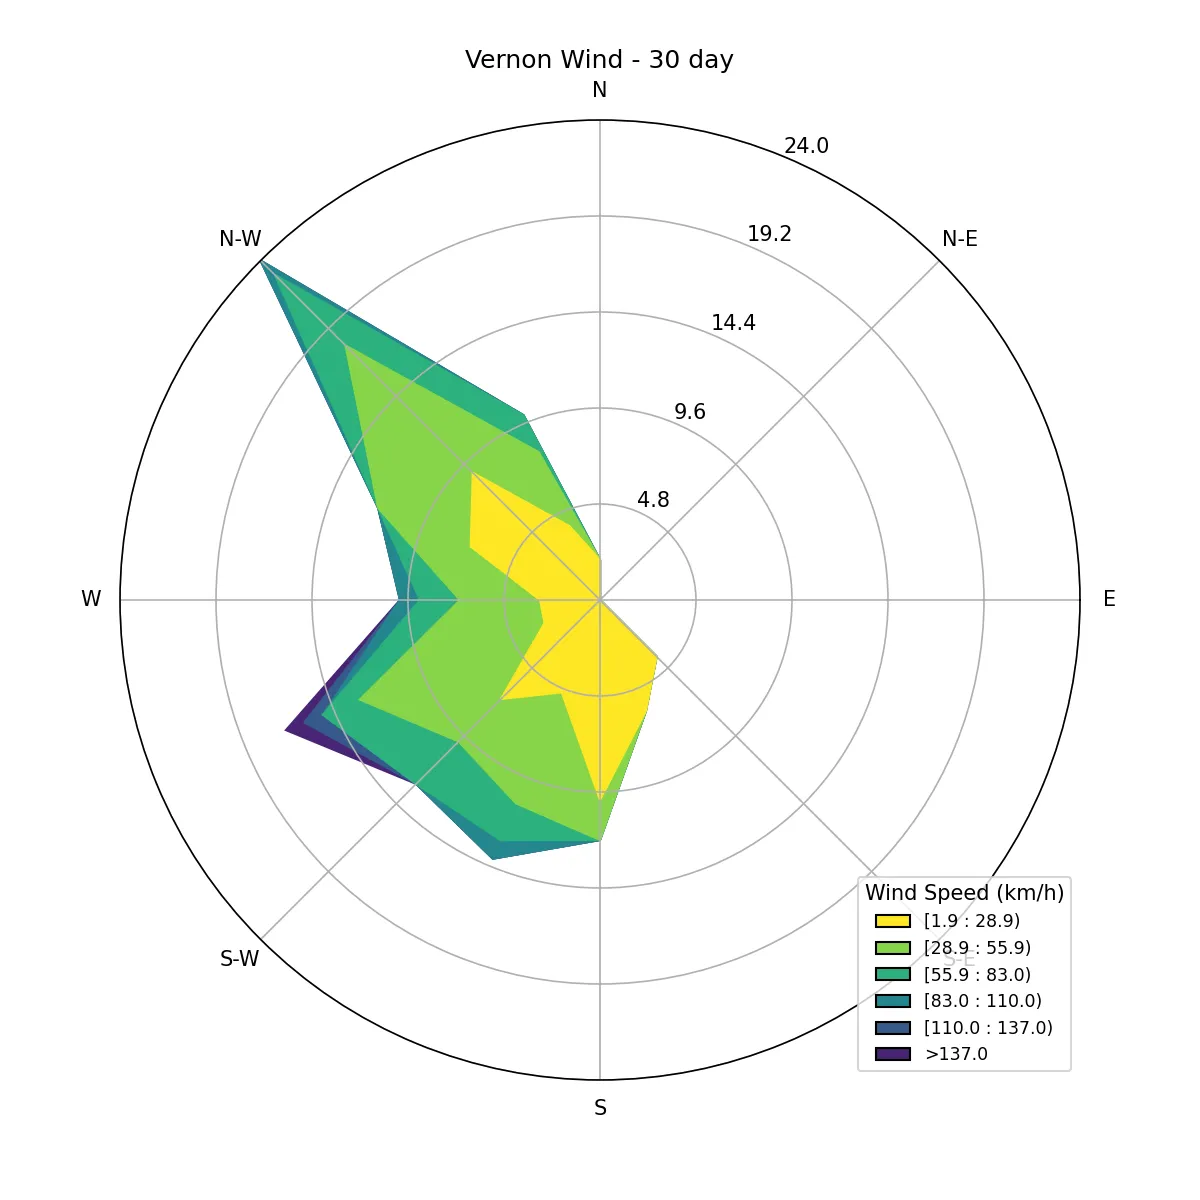 Vernon Wind - 30 day
N
24.0
19.2
N-W
N-E
14.4
9.6
4.8
W
E
S-W
S-E
Wind Speed (km/h)
[1.9 : 28.9)
[28.9 : 55.9)
[55.9 : 83.0)
[83.0 : 110.0)
[110.0 : 137.0)
>137.0
S